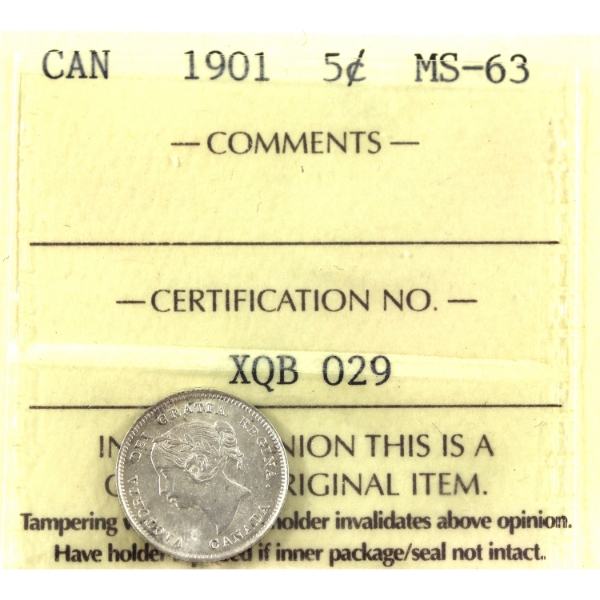 CAN 1901 5¢ MS-63
— COMMENTS —
— CERTIFICATION NO. —
XQB 029
IN NION THIS IS A
RIGINAL ITEM.
Tampering holder invalidates above opinion.
Have holder if inner package/seal not intact.
VICTORIA DEI GRATIA REGINA
CANADA